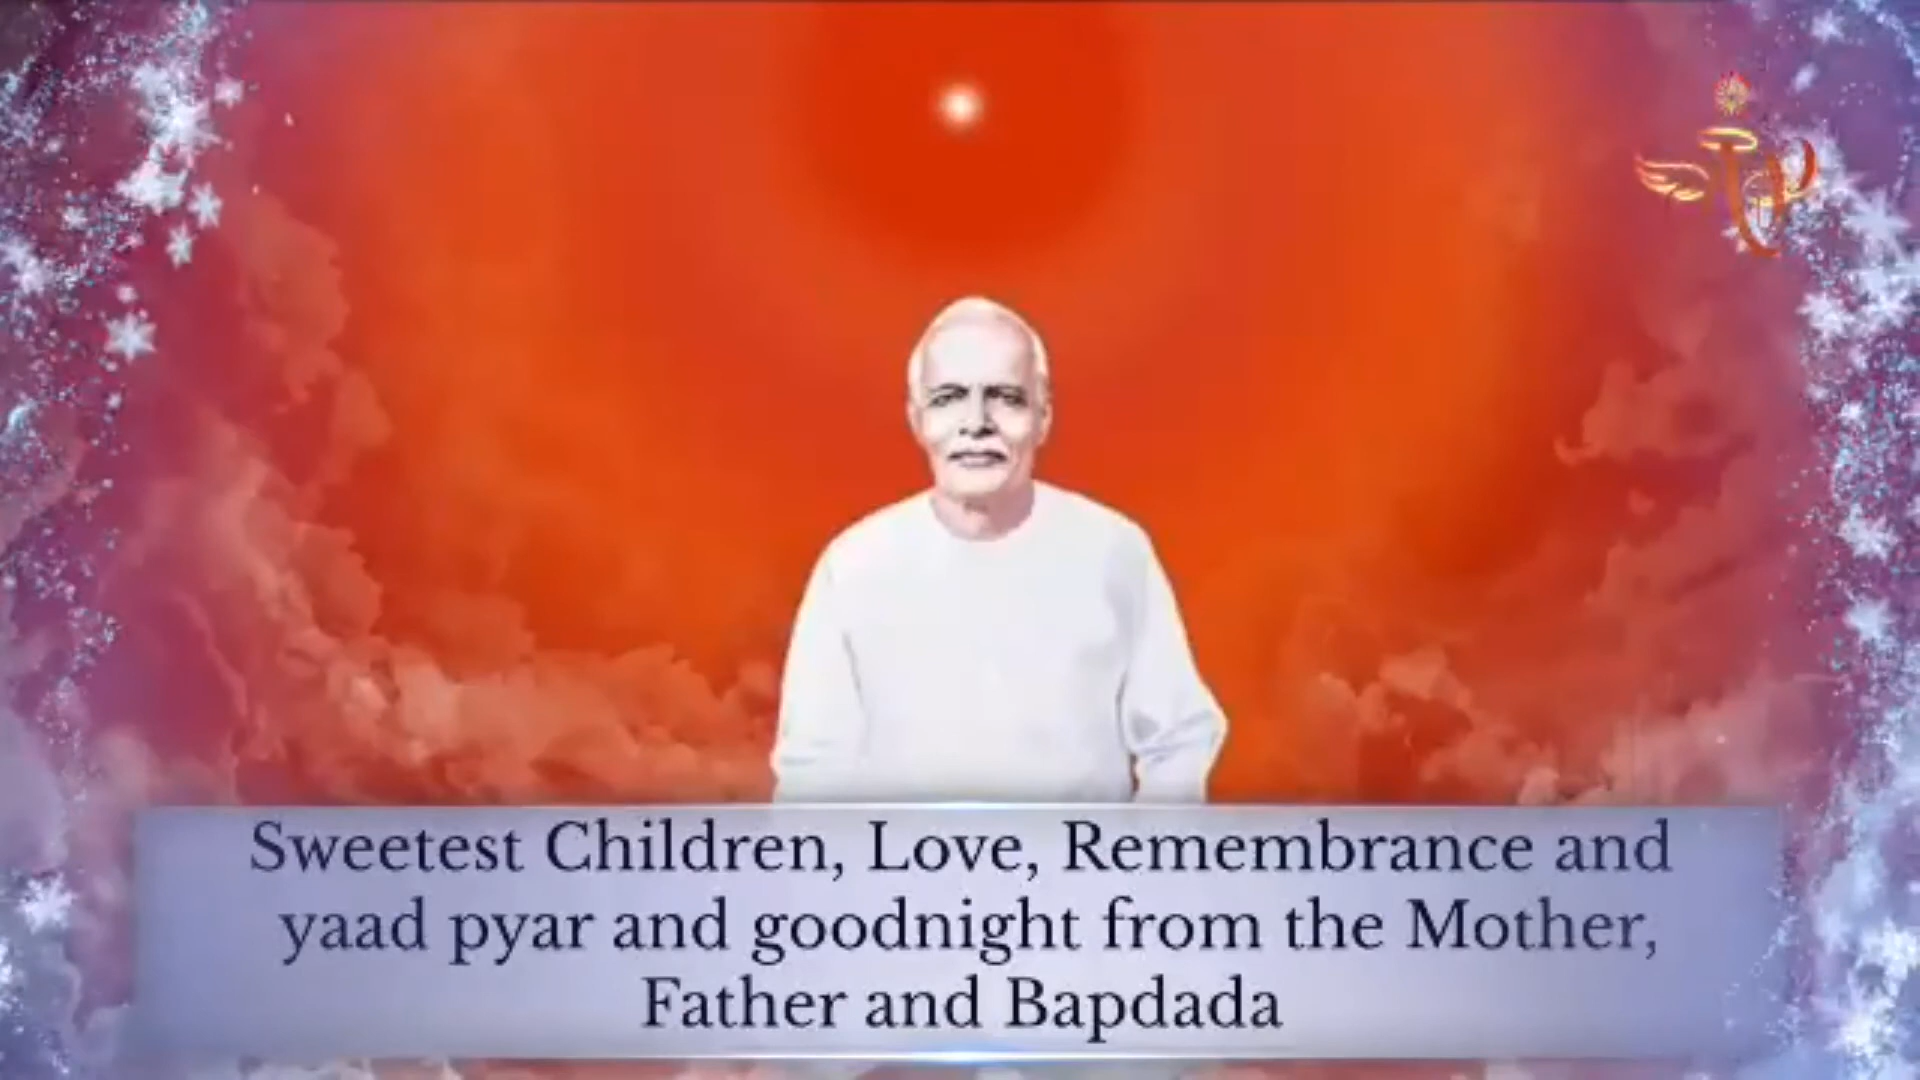 Sweetest Children, Love, Remembrance and
yaad pyar and goodnight from the Mother,
Father and Bapdada